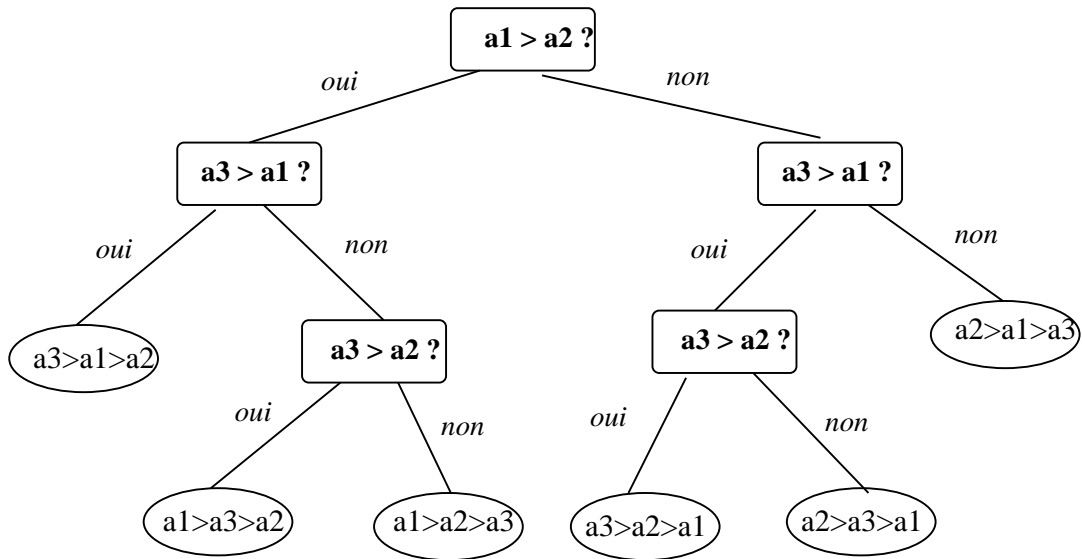 a1 > a2 ?
oui
non
a3 > a1 ?
a3 > a1 ?
oui
non
oui
non
a3>a1>a2
a3 > a2 ?
a3 > a2 ?
a2>a1>a3
oui
non
oui
non
a1>a3>a2
a1>a2>a3
a3>a2>a1
a2>a3>a1